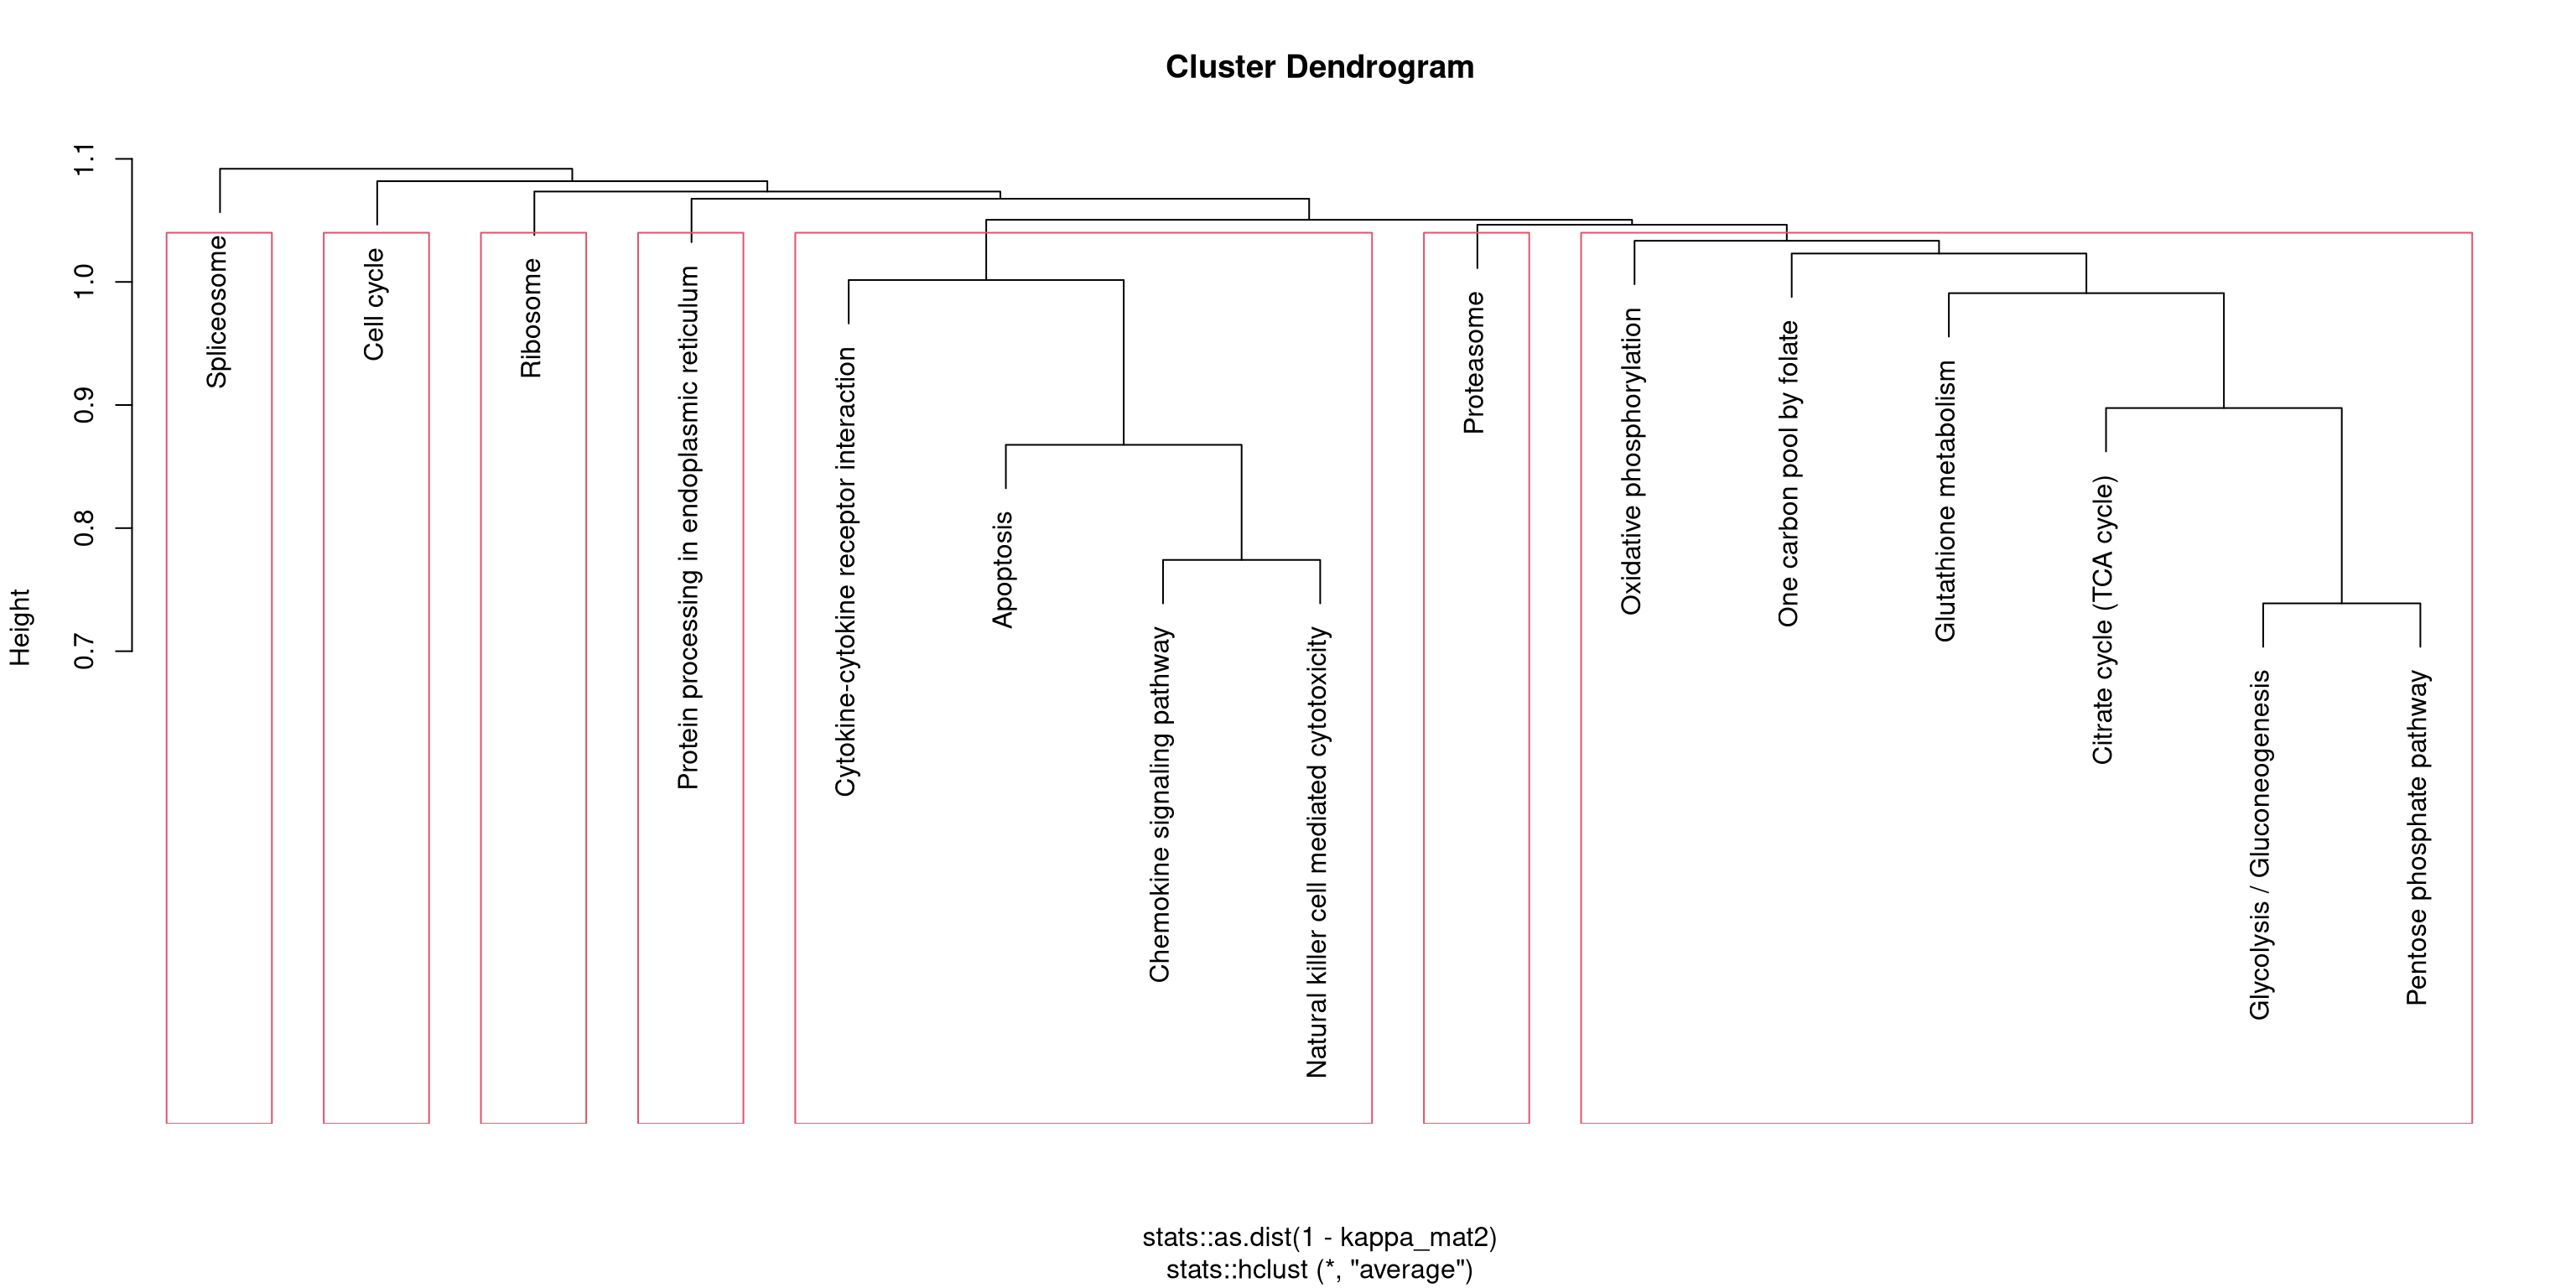 Cluster Dendrogram
Height
1.1
1.0
0.9
0.8
0.7
Spliceosome
Cell cycle
Ribosome
Protein processing in endoplasmic reticulum
Cytokine-cytokine receptor interaction
Apoptosis
Chemokine signaling pathway
Natural killer cell mediated cytotoxicity
Proteasome
Oxidative phosphorylation
One carbon pool by folate
Glutathione metabolism
Citrate cycle (TCA cycle)
Glycolysis / Gluconeogenesis
Pentose phosphate pathway
stats::as.dist(1 - kappa_mat2)
stats::hclust (*, "average")